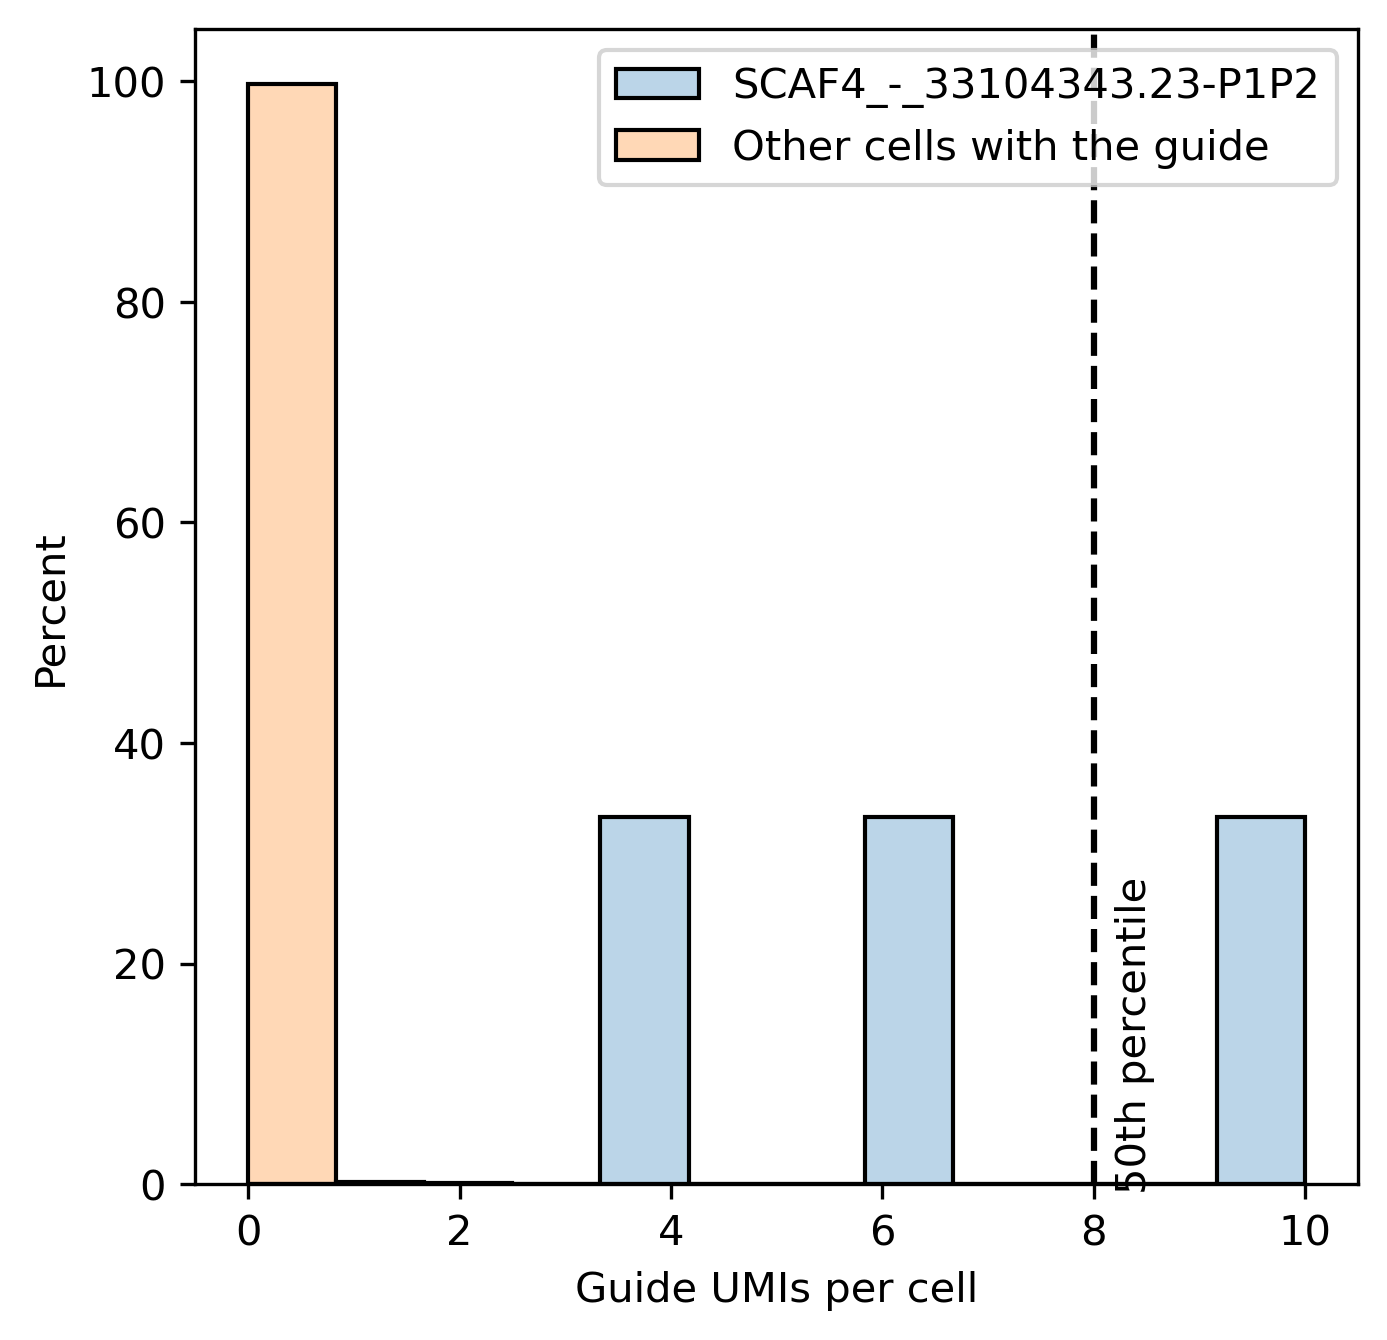 SCAF4_-_33104343.23-P1P2
Other cells with the guide
100
80
60
40
20
0
Percent
50th percentile
0 2 4 6 8 10
Guide UMIs per cell